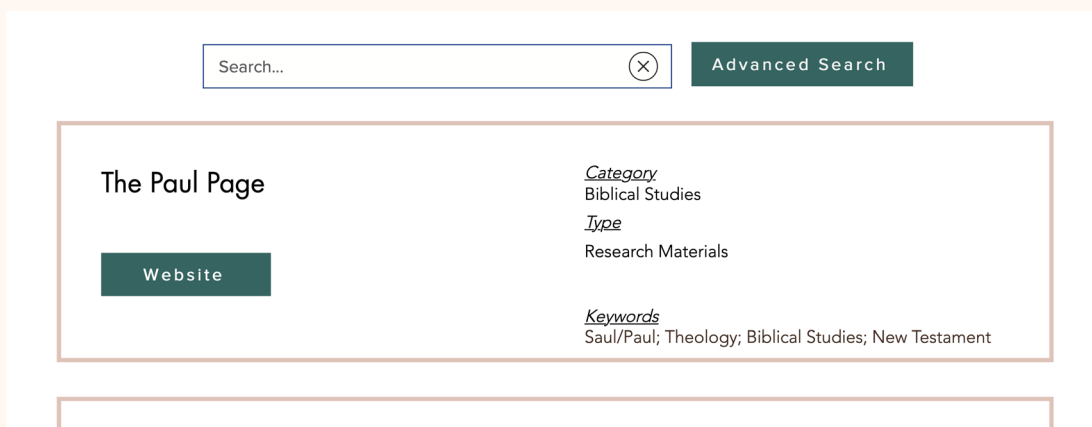 Search...
Advanced Search
The Paul Page
Website
Category
Biblical Studies
Type
Research Materials
Keywords
Saul/Paul; Theology; Biblical Studies; New Testament